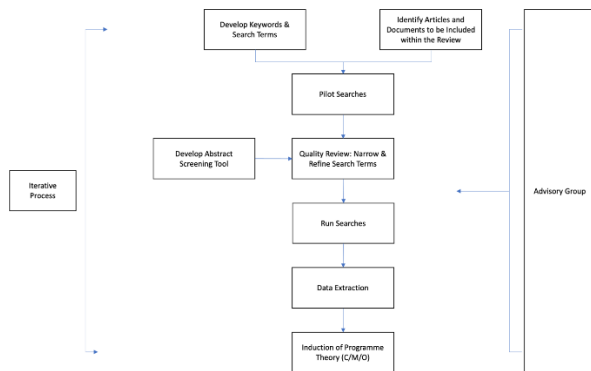 Develop Keywords &
Search Terms
Identify Articles and
Documents to be Included
within the Review
Pilot Searches
Develop Abstract
Screening Tool
Quality Review: Narrow &
Refine Search Terms
Iterative
Process
Advisory Group
Run Searches
Data Extraction
Induction of Programme
Theory (C/M/O)